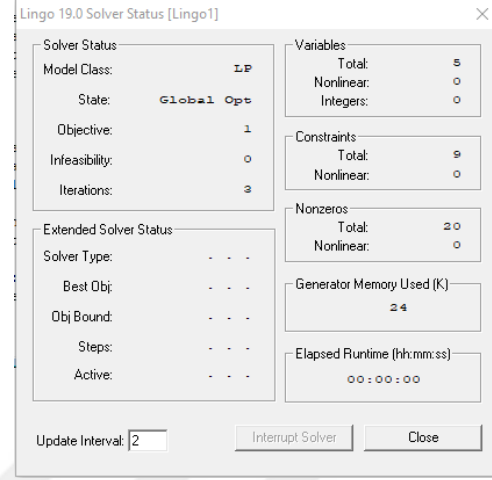 Lingo 19.0 Solver Status [Lingo1]
Solver Status
Model Class: LP
State: Global Opt
Objective: 1
Infeasibility: 0
Iterations: 3
Extended Solver Status
Solver Type: . . .
Best Obj: . . .
Obj Bound: . . .
Steps: . . .
Active: . . .
Variables
Total: 5
Nonlinear: 0
Integers: 0
Constraints
Total: 9
Nonlinear: 0
Nonzeros
Total: 20
Nonlinear: 0
Generator Memory Used (K)
24
Elapsed Runtime (hh:mm:ss)
00:00:00
Update Interval: 2
Interrupt Solver
Close